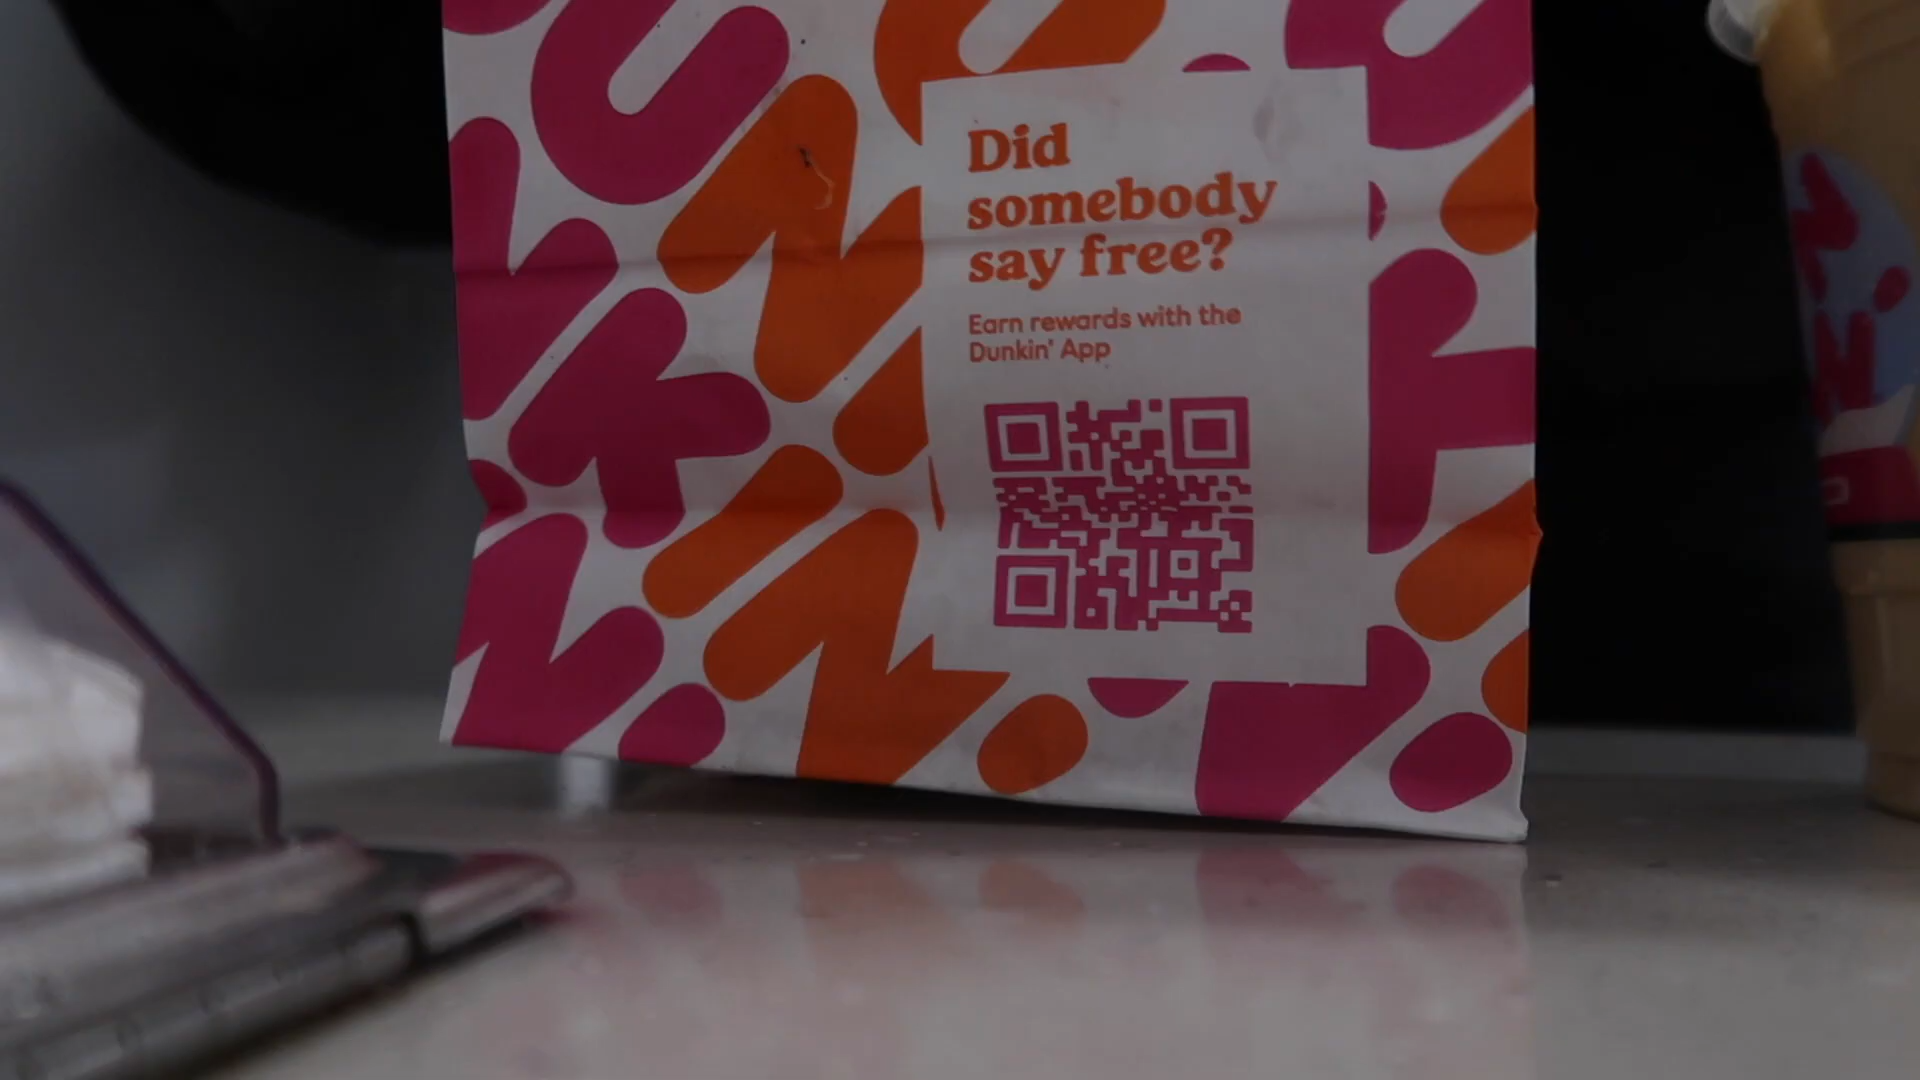 Did
somebody
say free?
Earn rewards with the
Dunkin' App